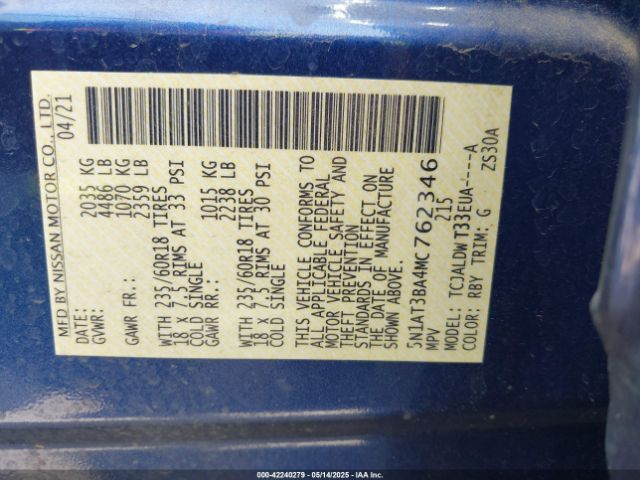 MFD BY NISSAN MOTOR CO., LTD.
DATE: 04/21
GVWR: 2035 KG
4486 LB
GAWR FR.: 1070 KG
2359 LB
WITH 235/60R18 TIRES
18 X 7.5 RIMS AT 33 PSI
COLD SINGLE
GAWR RR.: 1015 KG
2238 LB
WITH 235/60R18 TIRES
18 X 7.5 RIMS AT 30 PSI
COLD SINGLE
THIS VEHICLE CONFORMS TO
ALL APPLICABLE FEDERAL
MOTOR VEHICLE SAFETY AND
THEFT PREVENTION
STANDARDS IN EFFECT ON
THE DATE OF MANUFACTURE
SHOWN ABOVE.
5N1AT3BA4MC762346
MPV 215
MODEL: TCJALDWT33EUA----A
COLOR: RBY TRIM: G ZS30A
000-42240279 - 05/14/2025 - IAA Inc.